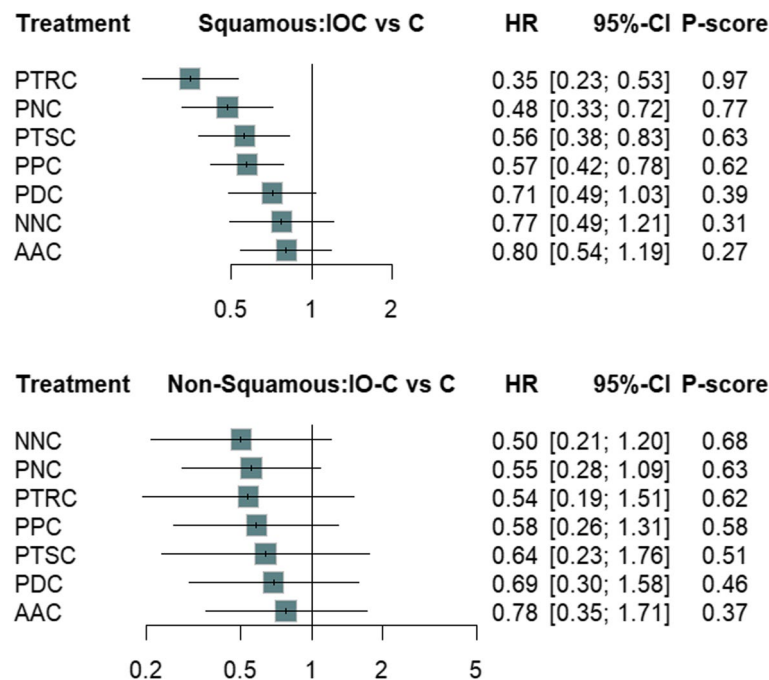 Treatment Squamous:IOC vs C HR 95%-CI P-score
PTRC 0.35 [0.23; 0.53] 0.97
PNC 0.48 [0.33; 0.72] 0.77
PTSC 0.56 [0.38; 0.83] 0.63
PPC 0.57 [0.42; 0.78] 0.62
PDC 0.71 [0.49; 1.03] 0.39
NNC 0.77 [0.49; 1.21] 0.31
AAC 0.80 [0.54; 1.19] 0.27
0.5 1 2
Treatment Non-Squamous:IO-C vs C HR 95%-CI P-score
NNC 0.50 [0.21; 1.20] 0.68
PNC 0.55 [0.28; 1.09] 0.63
PTRC 0.54 [0.19; 1.51] 0.62
PPC 0.58 [0.26; 1.31] 0.58
PTSC 0.64 [0.23; 1.76] 0.51
PDC 0.69 [0.30; 1.58] 0.46
AAC 0.78 [0.35; 1.71] 0.37
0.2 0.5 1 2 5